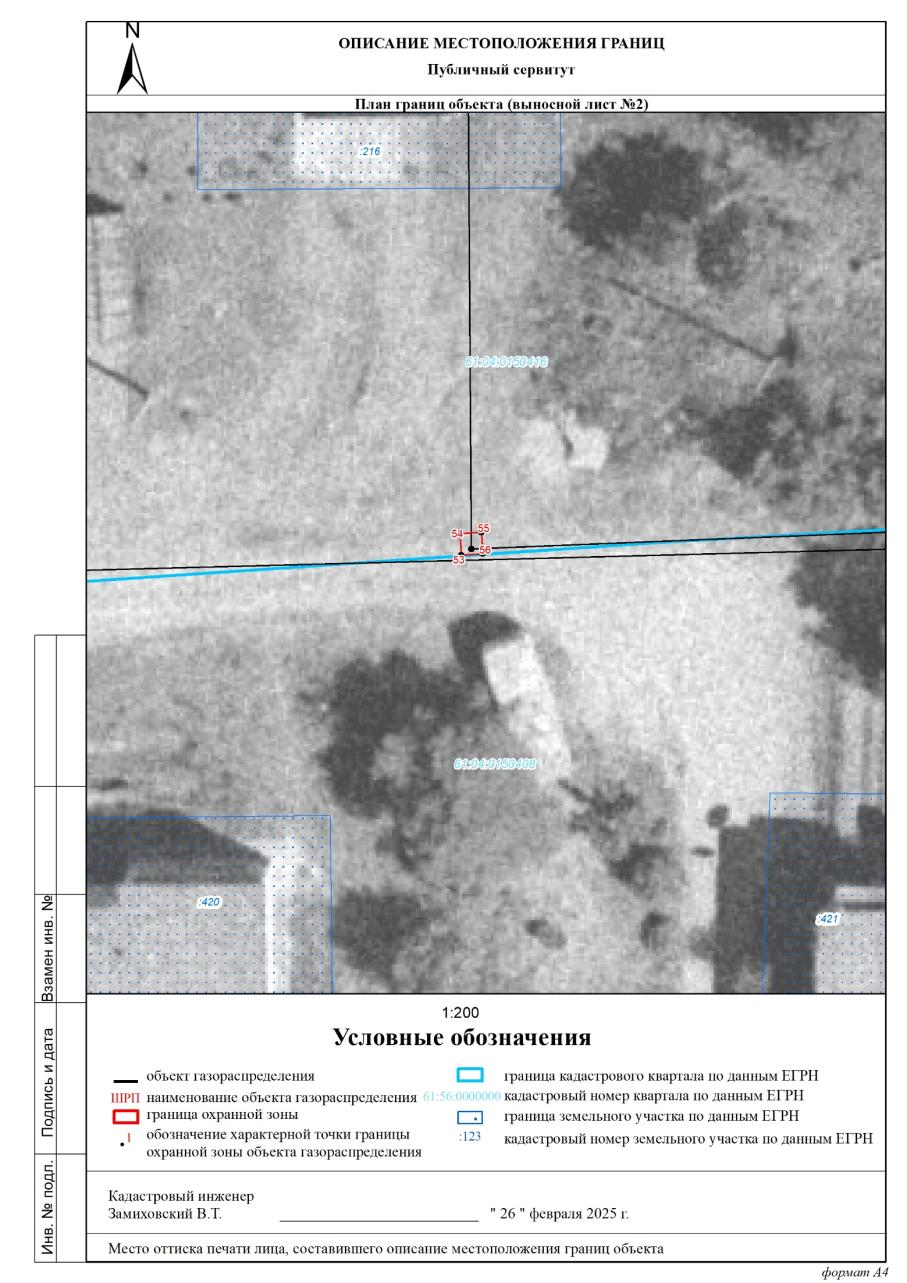 N
ОПИСАНИЕ МЕСТОПОЛОЖЕНИЯ ГРАНИЦ
Публичный сервитут
План границ объекта (выносной лист №2)
:216
61:04:0150416
54
55
53
56
61:04:0150408
:420
:421
1:200
Условные обозначения
объект газораспределения
ШРП наименование объекта газораспределения
граница охранной зоны
1 обозначение характерной точки границы
охранной зоны объекта газораспределения
граница кадастрового квартала по данным ЕГРН
61:56:0000000 кадастровый номер квартала по данным ЕГРН
граница земельного участка по данным ЕГРН
:123 кадастровый номер земельного участка по данным ЕГРН
Кадастровый инженер
Замиховский В.Т. " 26 " февраля 2025 г.
Место оттиска печати лица, составившего описание местоположения границ объекта
формат А4
Взамен инв. №
Подпись и дата
Инв. № подл.